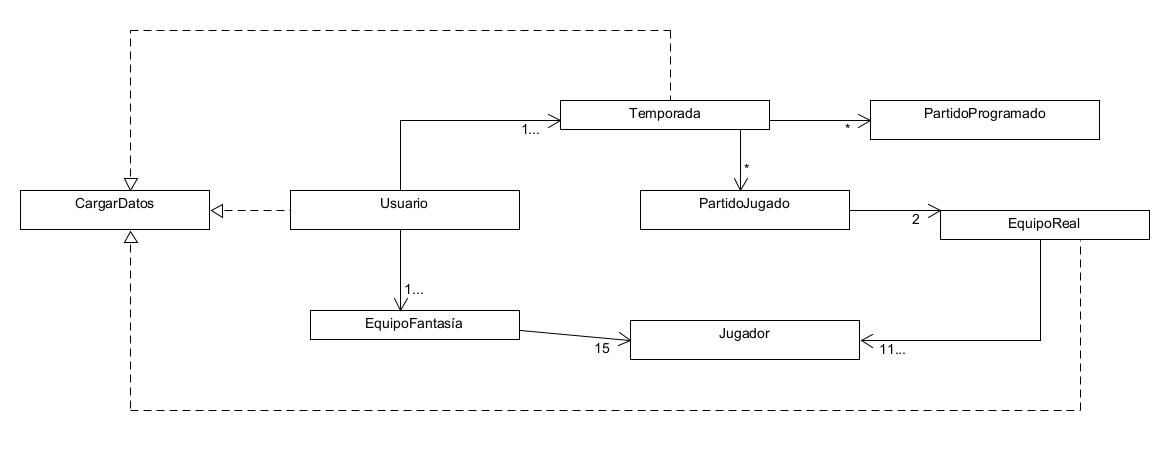 Temporada
PartidoProgramado
1...
*
*
CargarDatos
Usuario
PartidoJugado
2
EquipoReal
1...
EquipoFantasía
Jugador
15
11...